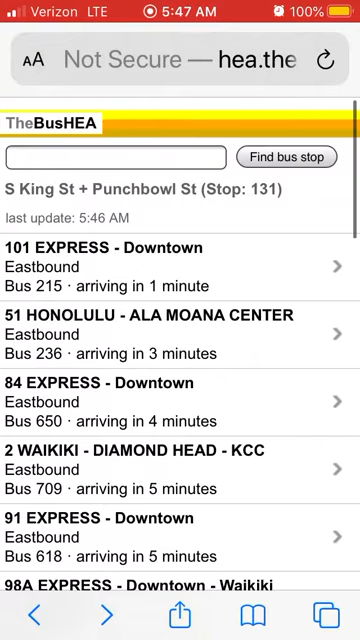 Verizon LTE 5:47 AM 100%
AA Not Secure — hea.the
TheBusHEA
Find bus stop
S King St + Punchbowl St (Stop: 131)
last update: 5:46 AM
101 EXPRESS - Downtown
Eastbound
Bus 215 · arriving in 1 minute
51 HONOLULU - ALA MOANA CENTER
Eastbound
Bus 236 · arriving in 3 minutes
84 EXPRESS - Downtown
Eastbound
Bus 650 · arriving in 4 minutes
2 WAIKIKI - DIAMOND HEAD - KCC
Eastbound
Bus 709 · arriving in 5 minutes
91 EXPRESS - Downtown
Eastbound
Bus 618 · arriving in 5 minutes
98A EXPRESS - Downtown - Waikiki